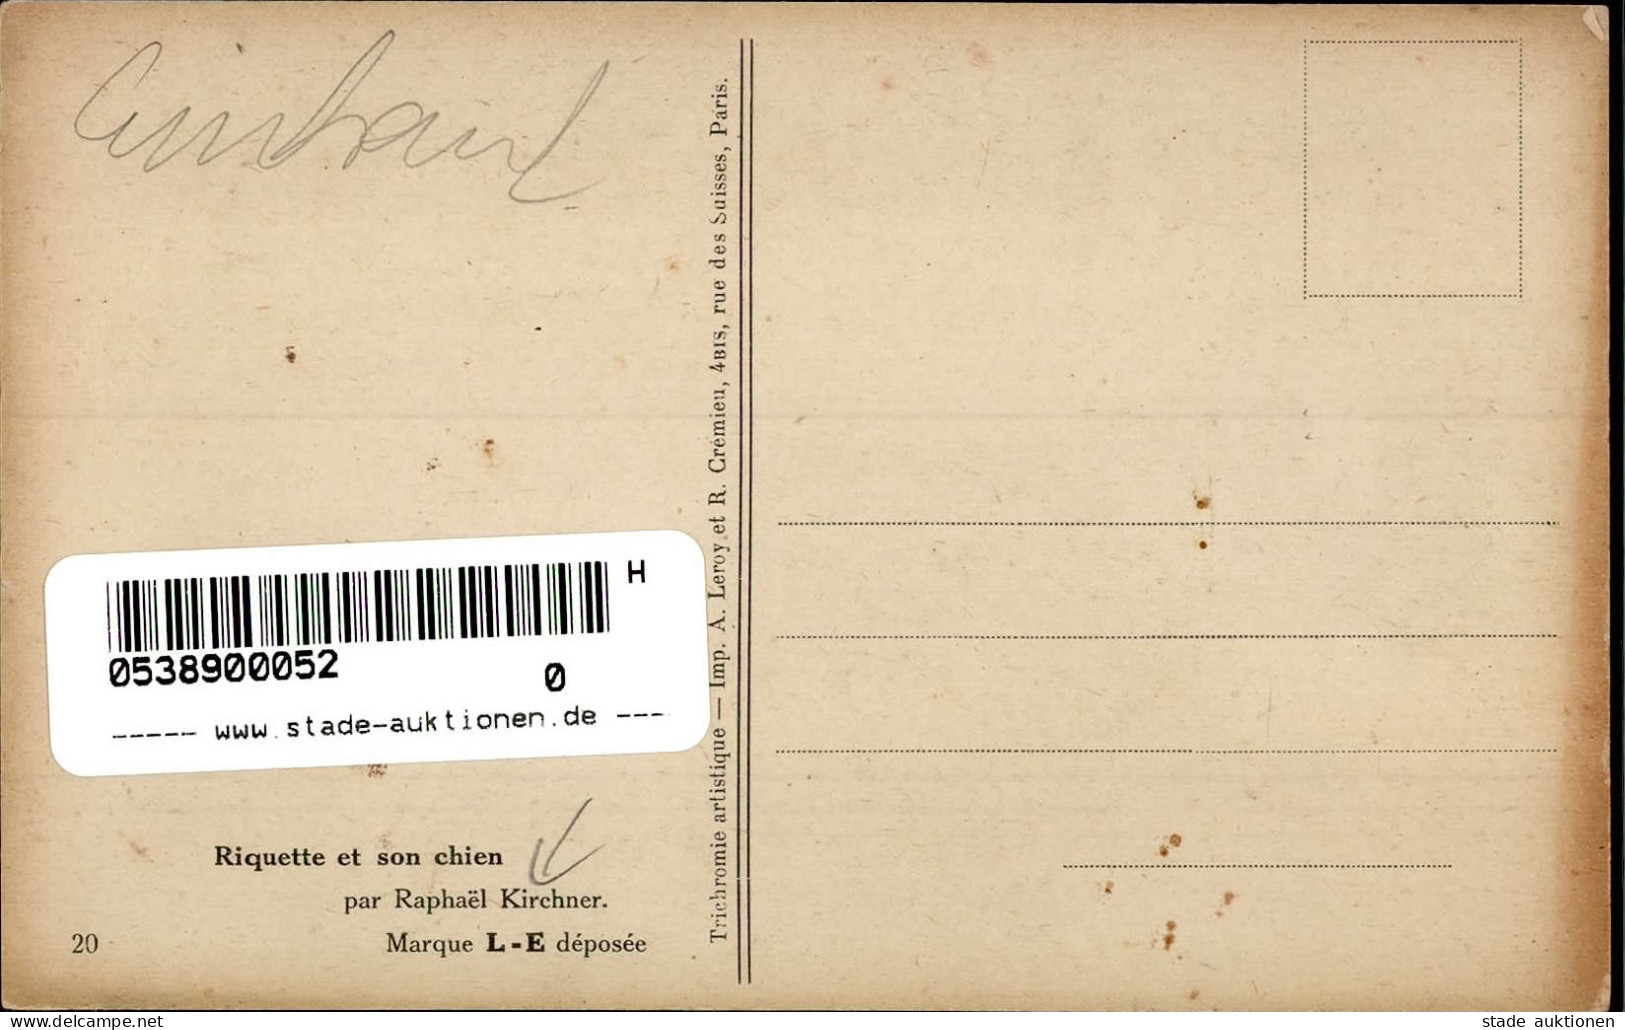 H
0538900052
0
----- www.stade-auktionen.de ---
Riquette et son chien
par Raphaël Kirchner.
20
Marque L-E déposée
Trichromie artistique — Imp. A. Leroy et R. Crémieu, 4BIS, rue des Suisses, Paris.
www.delcampe.net
stade auktionen